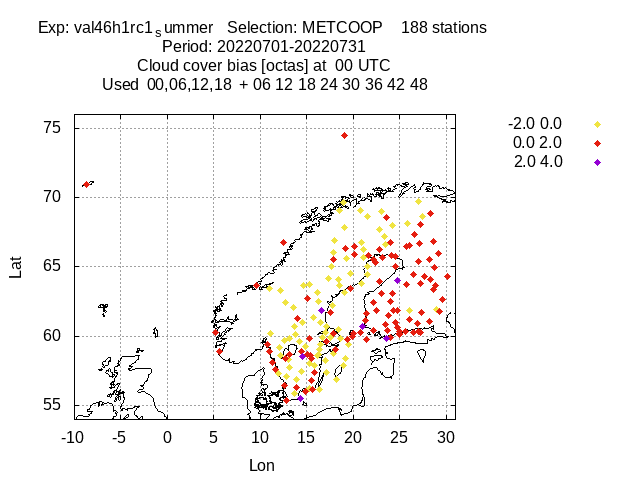 Exp: val46h1rc1summer   Selection: METCOOP    188 stations
Period: 20220701-20220731
Cloud cover bias [octas] at  00 UTC
Used  00,06,12,18  + 06 12 18 24 30 36 42 48
-2.0 0.0
0.0 2.0
2.0 4.0
Lat
75
70
65
60
55
-10 -5 0 5 10 15 20 25 30
Lon